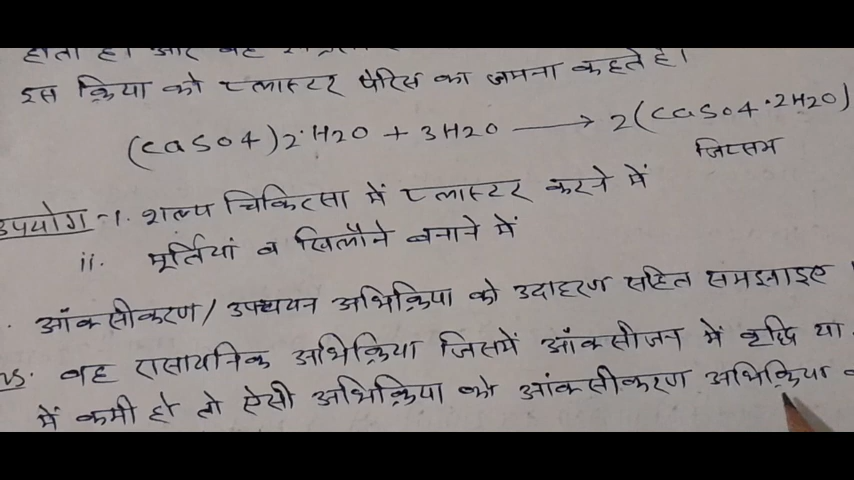 होता है। और वह
इस क्रिया को प्लास्टर पेरिस का जमना कहते है।
(CaSO4)2·H2O + 3H2O ⟶ 2(CaSO4·2H2O)
जिप्सम
उपयोग - i. शल्य चिकित्सा में प्लास्टर करने में
ii. मूर्तियां व खिलौने बनाने में
ऑक्सीकरण / उपचयन अभिक्रिया को उदाहरण सहित समझाइए
वह रासायनिक अभिक्रिया जिसमें ऑक्सीजन में वृद्धि या
में कमी हो तो ऐसी अभिक्रिया को ऑक्सीकरण अभिक्रिया